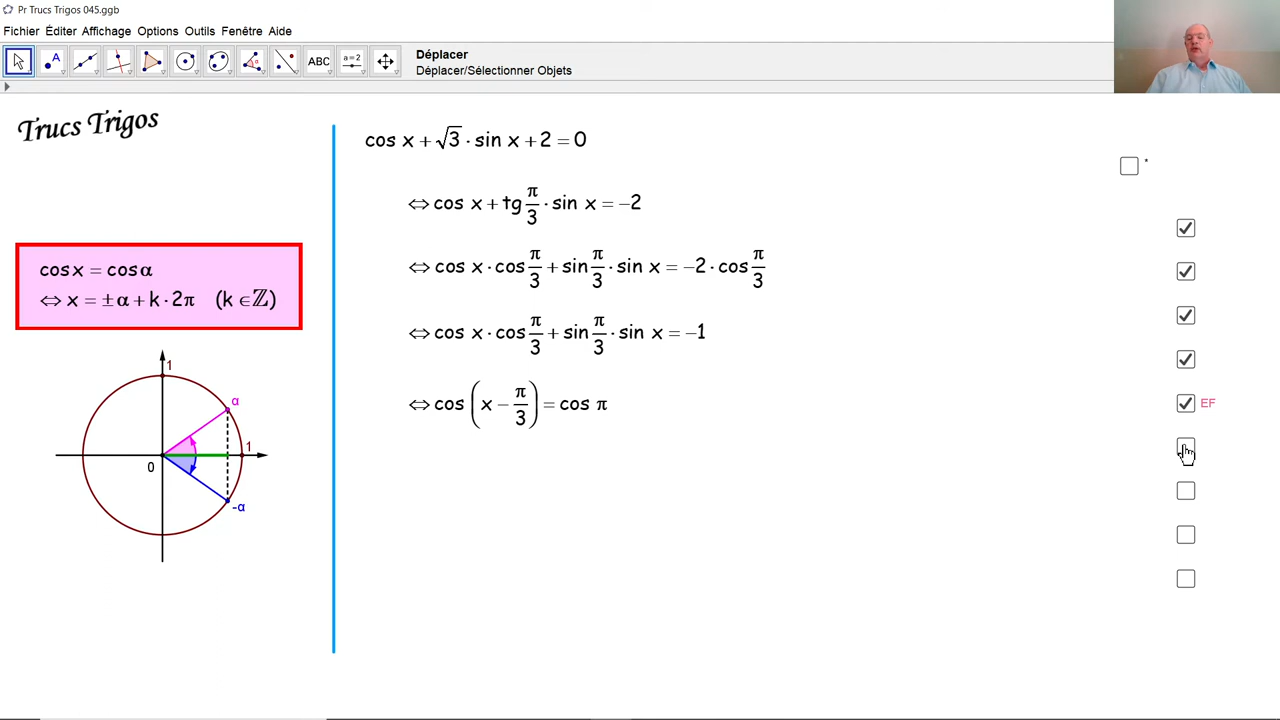 Pr Trucs Trigos 045.ggb
Fichier Éditer Affichage Options Outils Fenêtre Aide
A ABC a=2
Déplacer
Déplacer/Sélectionner Objets
Trucs Trigos
cos x + √3 · sin x + 2 = 0
⇔ cos x + tg π/3 · sin x = −2
⇔ cos x · cos π/3 + sin π/3 · sin x = −2 · cos π/3
⇔ cos x · cos π/3 + sin π/3 · sin x = −1
⇔ cos (x − π/3) = cos π
cos x = cos α
⇔ x = ± α + k · 2π (k ∈ ℤ)
1
α
1
0
-α
*
EF